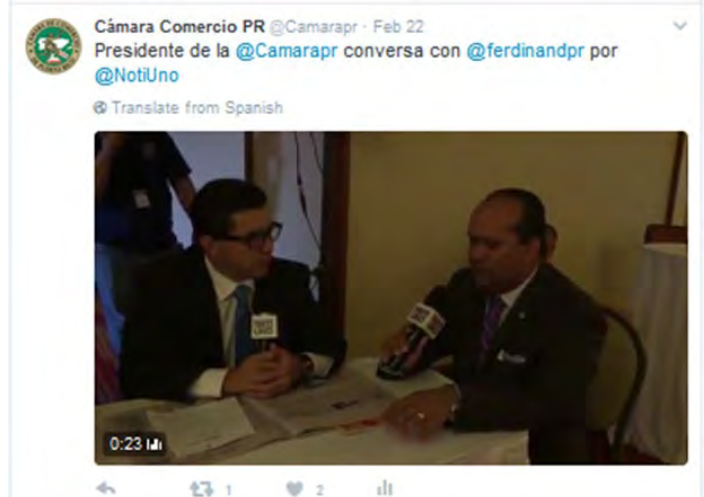 Cámara Comercio PR @Camarapr · Feb 22
Presidente de la @Camarapr conversa con @ferdinandpr por
@NotiUno
Translate from Spanish
0:23
1 2